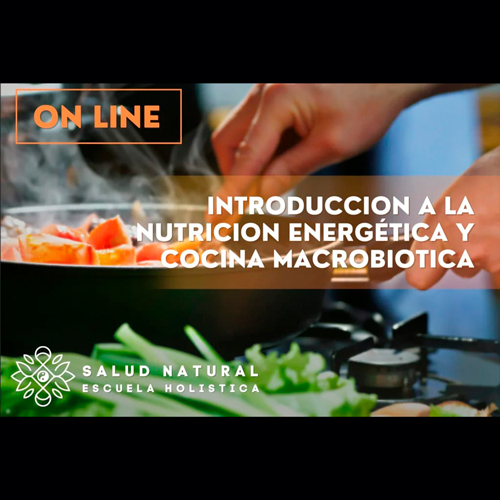 ON LINE
INTRODUCCION A LA
NUTRICION ENERGÉTICA Y
COCINA MACROBIOTICA
SALUD NATURAL
ESCUELA HOLISTICA